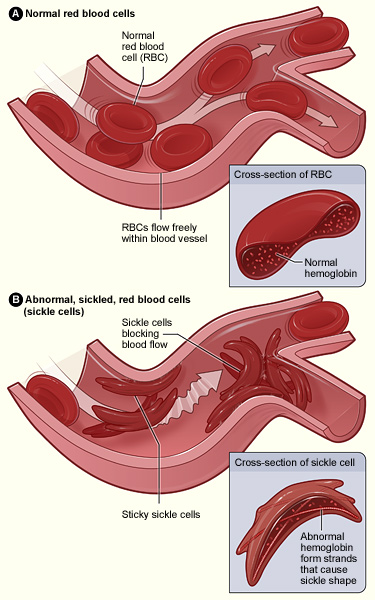 A Normal red blood cells
Normal
red blood
cell (RBC)
RBCs flow freely
within blood vessel
Cross-section of RBC
Normal
hemoglobin
B Abnormal, sickled, red blood cells
(sickle cells)
Sickle cells
blocking
blood flow
Sticky sickle cells
Cross-section of sickle cell
Abnormal
hemoglobin
form strands
that cause
sickle shape